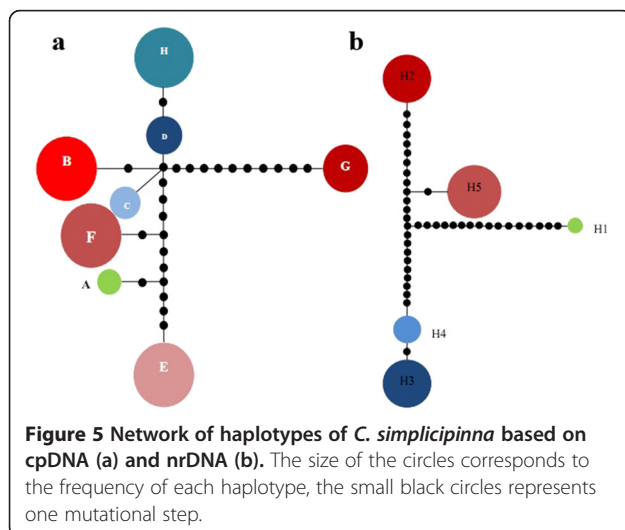 a
b
H
H2
D
B
G
H5
C
F
H1
A
H4
E
H3
Figure 5 Network of haplotypes of C. simplicipinna based on
cpDNA (a) and nrDNA (b). The size of the circles corresponds to
the frequency of each haplotype, the small black circles represents
one mutational step.